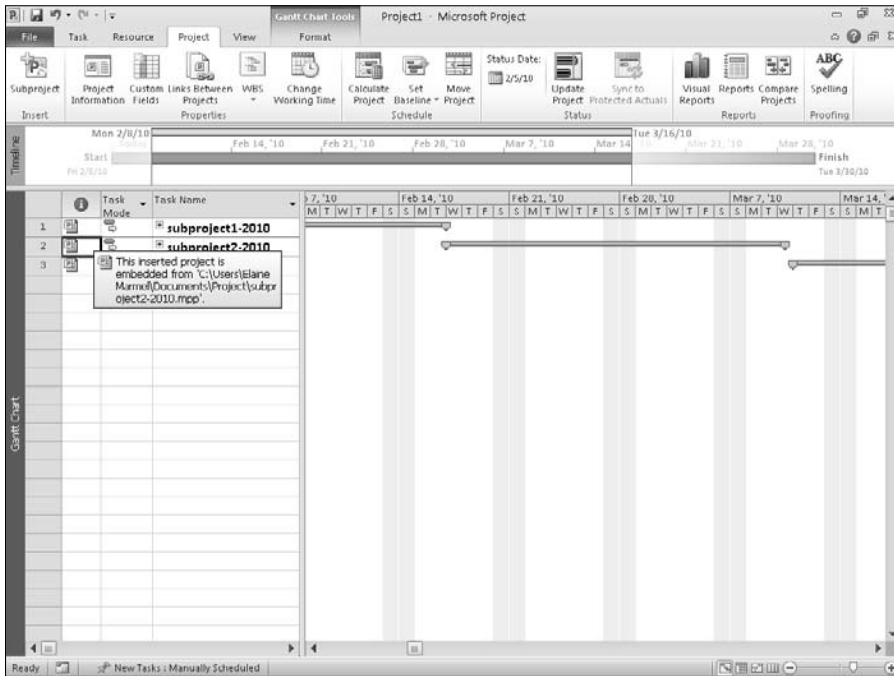 Gantt Chart Tools
Project1 - Microsoft Project
File Task Resource Project View Format
Subproject
Project Information
Custom Fields
Links Between Projects
WBS
Change Working Time
Calculate Project
Set Baseline
Move Project
Status Date:
2/5/10
Update Project
Sync to Protected Actuals
Visual Reports
Reports
Compare Projects
ABC
Spelling
Insert Properties Schedule Status Reports Proofing
Timeline
Mon 2/8/10
Tue 3/16/10
Today Feb 14, '10 Feb 21, '10 Feb 28, '10 Mar 7, '10 Mar 14, '10 Mar 21, '10 Mar 28, '10
Start
Fri 2/5/10
Finish
Tue 3/30/10
Task Mode
Task Name
7, '10 Feb 14, '10 Feb 21, '10 Feb 28, '10 Mar 7, '10 Mar 14, '
M T W T F S S M T W T F S S M T W T F S S M T W T F S S M T W T F S S M T
1 subproject1-2010
2 subproject2-2010
3
This inserted project is
embedded from 'C:\Users\Elaine
Marmel\Documents\Project\subpr
oject2-2010.mpp'.
Gantt Chart
Ready
New Tasks : Manually Scheduled